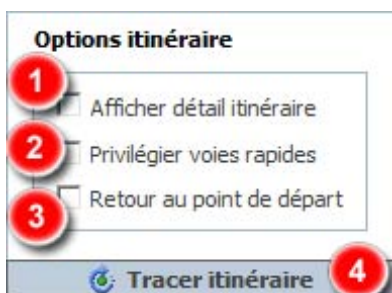 Options itinéraire
1
Afficher détail itinéraire
2
Privilégier voies rapides
3
Retour au point de départ
Tracer itinéraire
4